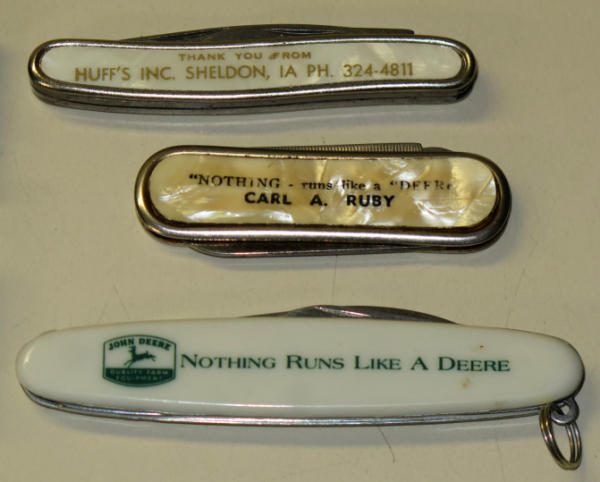 THANK YOU FROM
HUFF'S INC. SHELDON, IA PH. 324-4811
"NOTHING - runs like a "DEERE
CARL A. RUBY
JOHN DEERE
QUALITY FARM
EQUIPMENT
NOTHING RUNS LIKE A DEERE